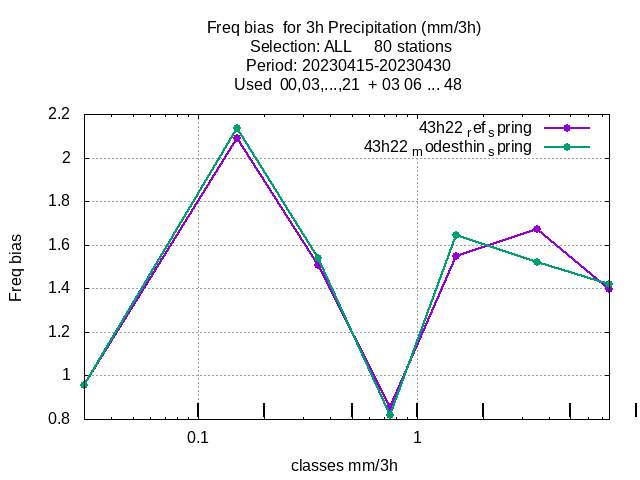 Freq bias  for 3h Precipitation (mm/3h)
Selection: ALL     80 stations
Period: 20230415-20230430
Used  00,03,...,21  + 03 06 ... 48
43h22 ref spring
43h22 modesthin spring
Freq bias
2.2
2
1.8
1.6
1.4
1.2
1
0.8
0.1
1
classes mm/3h